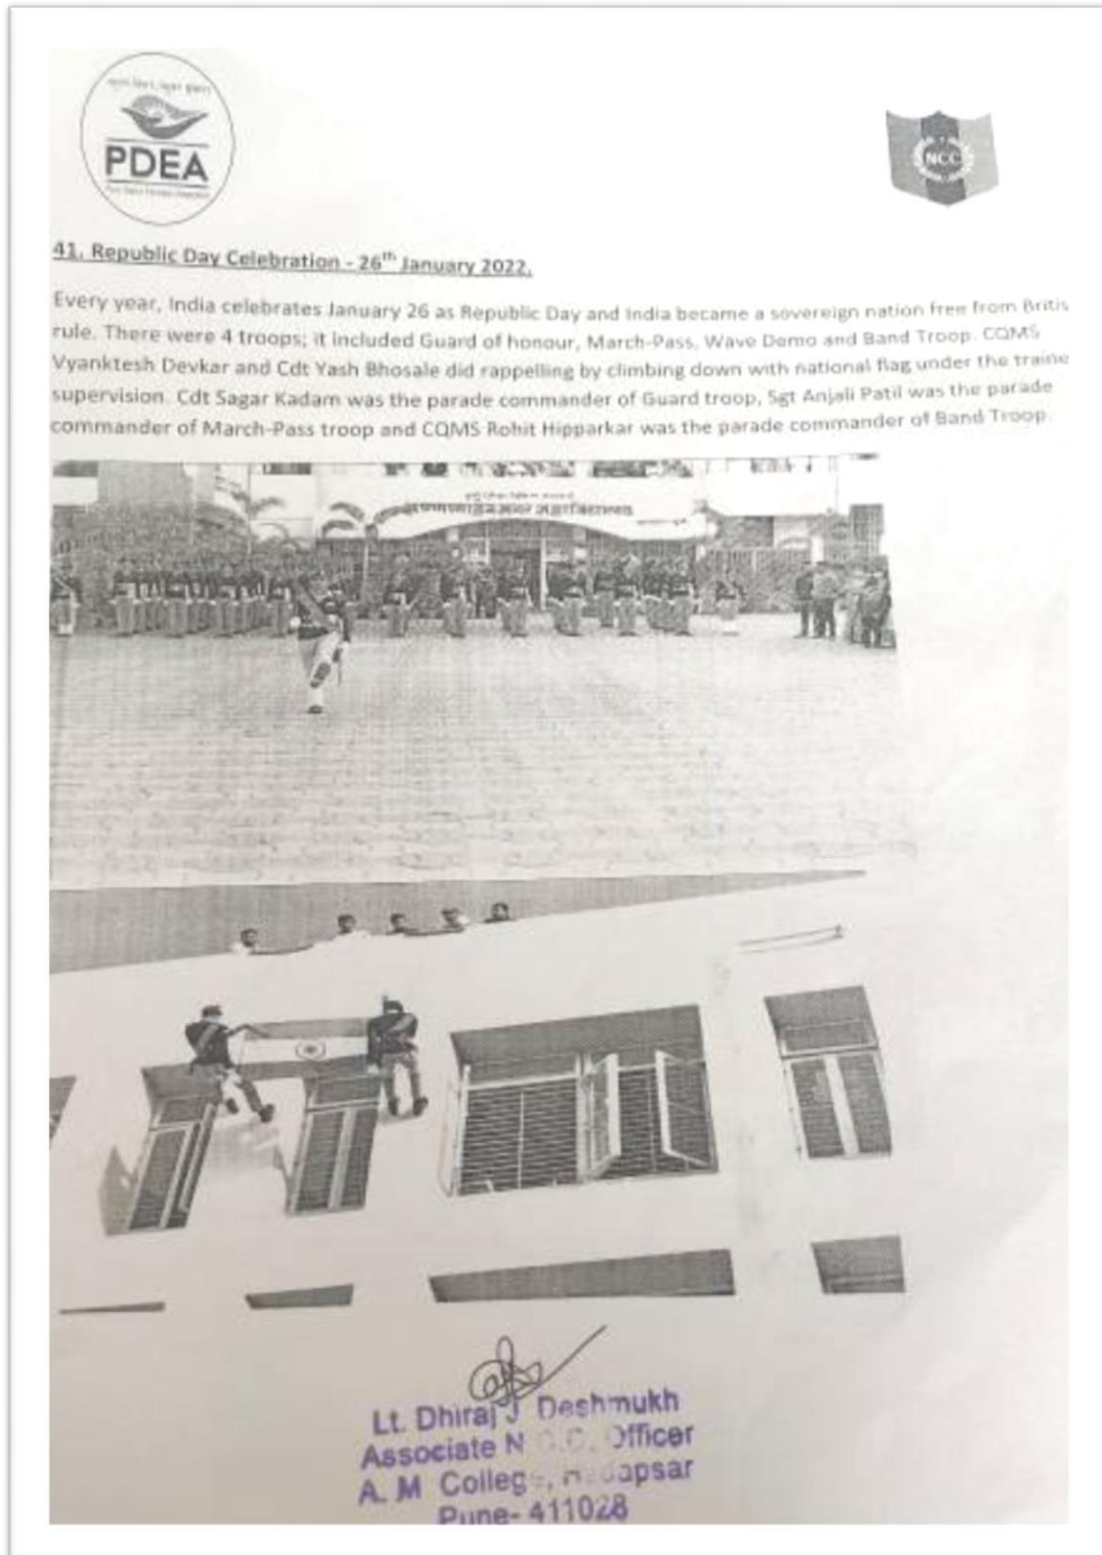 PDEA
NCC
41. Republic Day Celebration - 26th January 2022.
Every year, India celebrates January 26 as Republic Day and India became a sovereign nation free from Britis
rule. There were 4 troops; it included Guard of honour, March-Pass, Wave Demo and Band Troop. CQMS
Vyanktesh Devkar and Cdt Yash Bhosale did rappelling by climbing down with national flag under the traine
supervision. Cdt Sagar Kadam was the parade commander of Guard troop, Sgt Anjali Patil was the parade
commander of March-Pass troop and CQMS Rohit Hipparkar was the parade commander of Band Troop.
Lt. Dhiraj J Deshmukh
Associate N.C.C. Officer
A. M College, Hadapsar
Pune- 411028